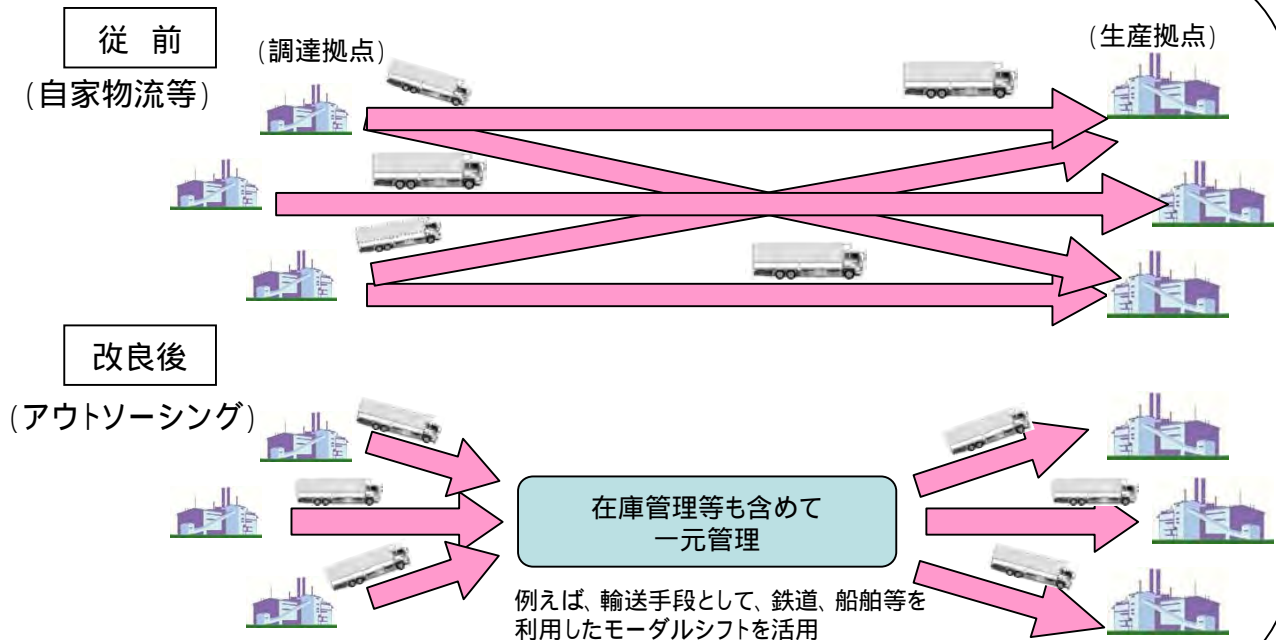 従 前
(自家物流等)
(調達拠点)
(生産拠点)
改良後
(アウトソーシング)
在庫管理等も含めて
一元管理
例えば、輸送手段として、鉄道、船舶等を
利用したモーダルシフトを活用